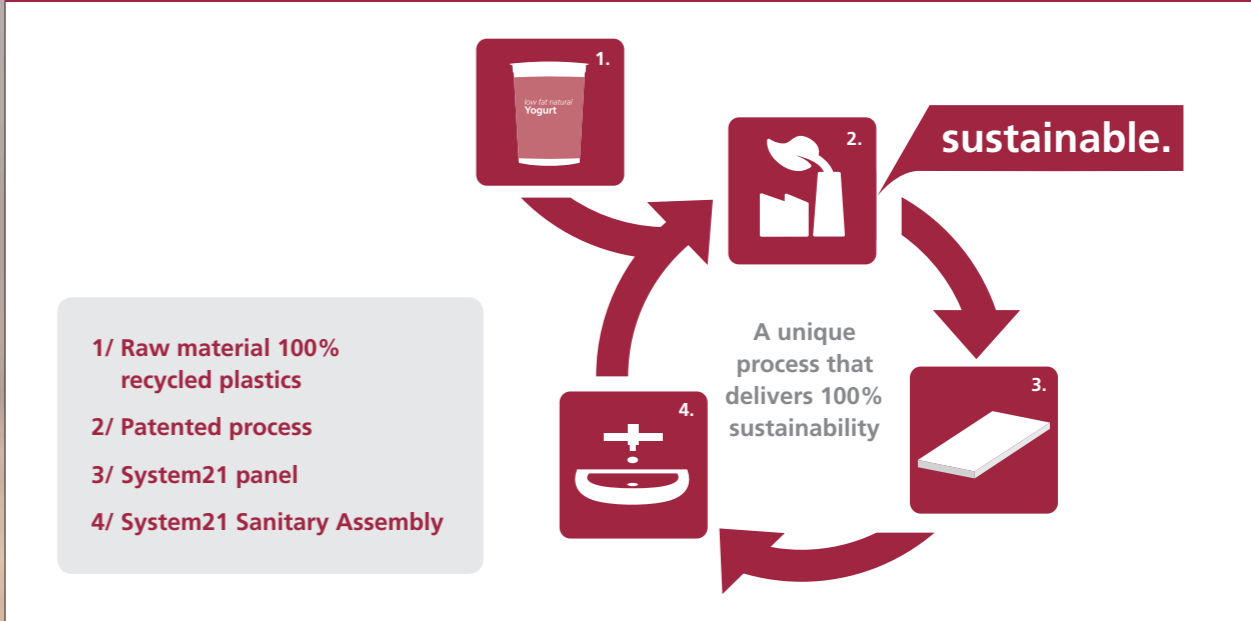 1.
low fat natural
Yogurt
2.
sustainable.
1/ Raw material 100%
recycled plastics
2/ Patented process
3/ System21 panel
4/ System21 Sanitary Assembly
A unique
process that
delivers 100%
sustainability
3.
4.